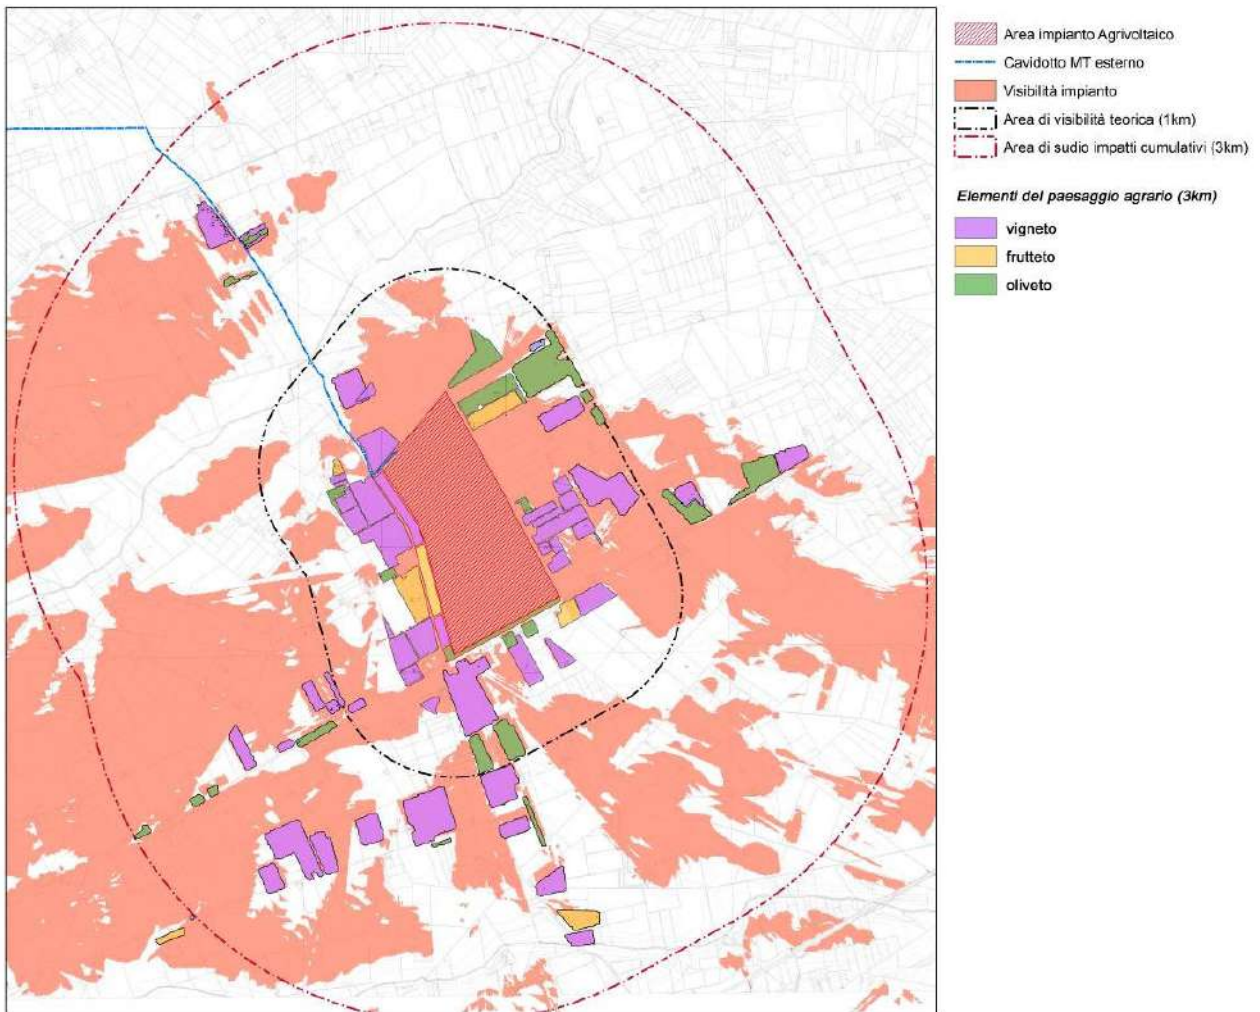 Area impianto Agrivoltaico
Cavidotto MT esterno
Visibilità impianto
Area di visibilità teorica (1km)
Area di sudio impatti cumulativi (3km)
Elementi del paesaggio agrario (3km)
vigneto
frutteto
oliveto